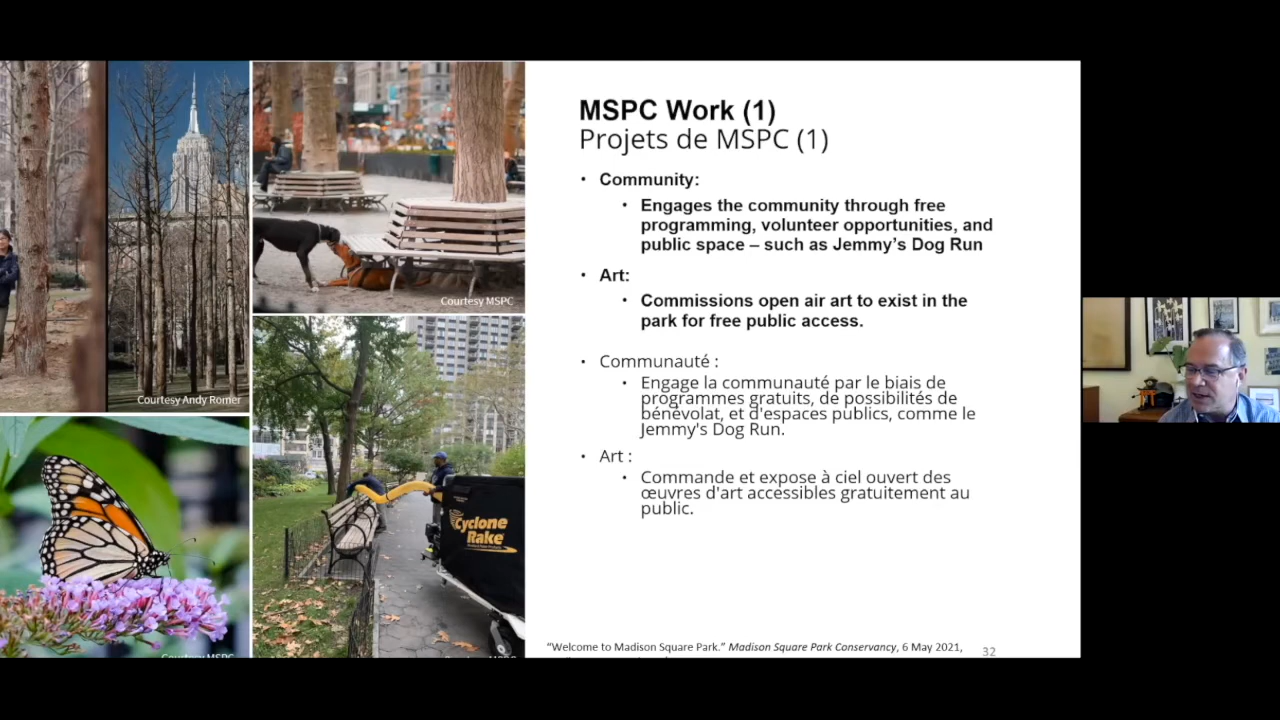 MSPC Work (1)
Projets de MSPC (1)
• Community:
• Engages the community through free
programming, volunteer opportunities, and
public space – such as Jemmy’s Dog Run
• Art:
• Commissions open air art to exist in the
park for free public access.
• Communauté :
• Engage la communauté par le biais de
programmes gratuits, de possibilités de
bénévolat, et d'espaces publics, comme le
Jemmy's Dog Run.
• Art :
• Commande et expose à ciel ouvert des
œuvres d'art accessibles gratuitement au
public.
“Welcome to Madison Square Park.” Madison Square Park Conservancy, 6 May 2021,
32
Courtesy MSPC
Courtesy Andy Romer
Cyclone
Rake
Courtesy MSPC